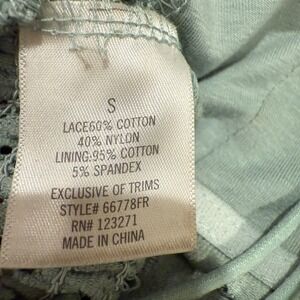 S
LACE60% COTTON
40% NYLON
LINING:95% COTTON
5% SPANDEX
EXCLUSIVE OF TRIMS
STYLE# 66778FR
RN# 123271
MADE IN CHINA